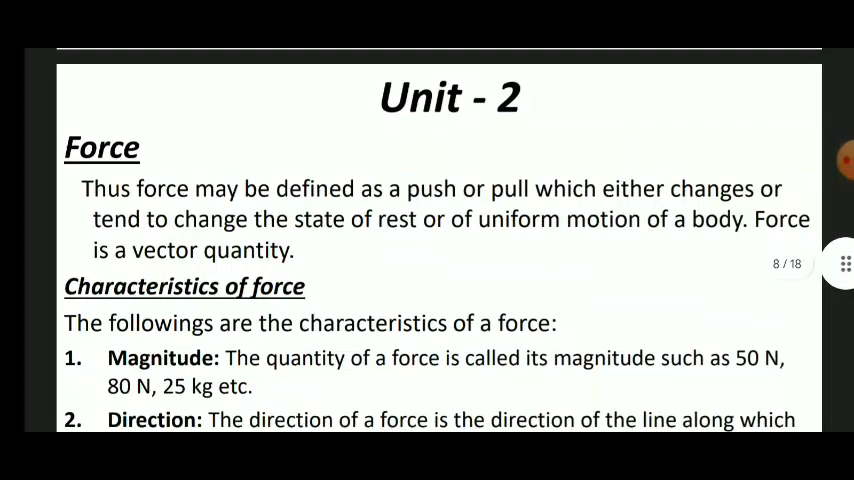 Unit - 2
Force
Thus force may be defined as a push or pull which either changes or
tend to change the state of rest or of uniform motion of a body. Force
is a vector quantity.
8 / 18
Characteristics of force
The followings are the characteristics of a force:
1. Magnitude: The quantity of a force is called its magnitude such as 50 N,
80 N, 25 kg etc.
2. Direction: The direction of a force is the direction of the line along which